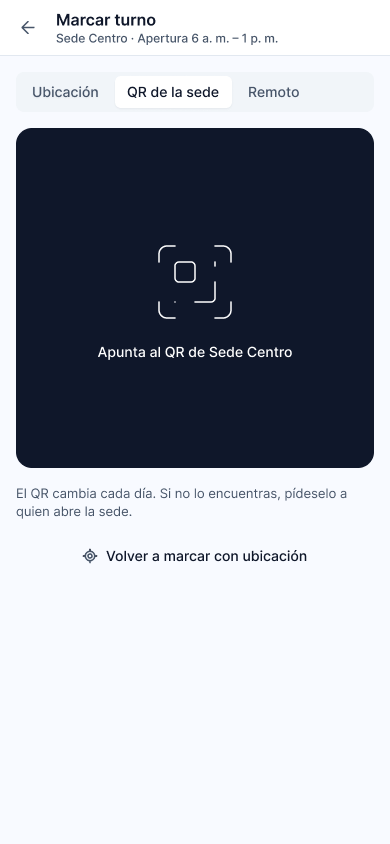 Marcar turno
Sede Centro · Apertura 6 a. m. – 1 p. m.
Ubicación
QR de la sede
Remoto
Apunta al QR de Sede Centro
El QR cambia cada día. Si no lo encuentras, pídeselo a
quien abre la sede.
Volver a marcar con ubicación